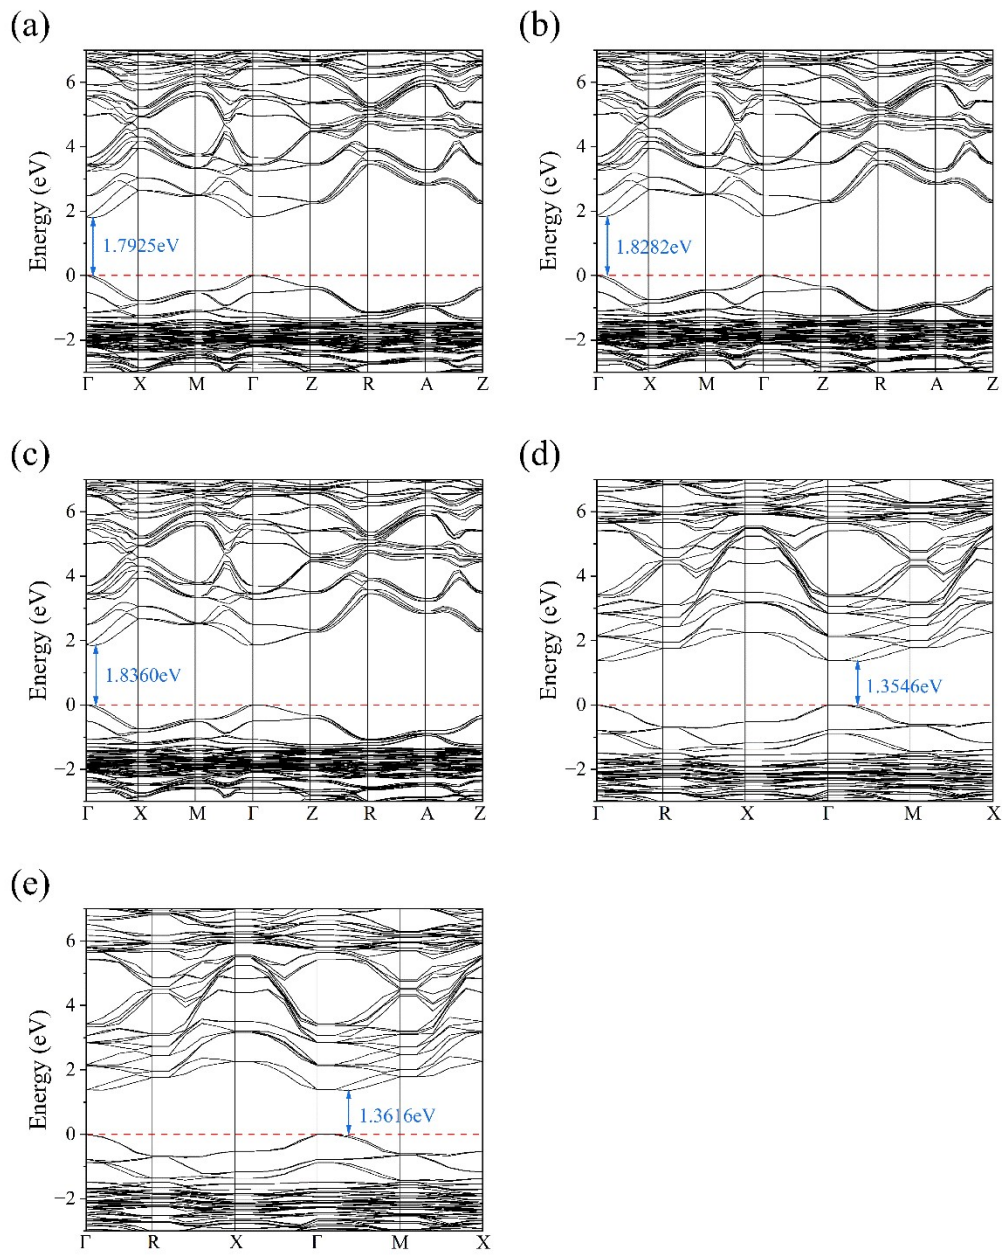 (a)
Energy (eV)
6
4
2
0
−2
1.7925eV
Γ X M Γ Z R A Z
(b)
Energy (eV)
6
4
2
0
−2
1.8282eV
Γ X M Γ Z R A Z
(c)
Energy (eV)
6
4
2
0
−2
1.8360eV
Γ X M Γ Z R A Z
(d)
Energy (eV)
6
4
2
0
−2
1.3546eV
Γ R X Γ M X
(e)
Energy (eV)
6
4
2
0
−2
1.3616eV
Γ R X Γ M X